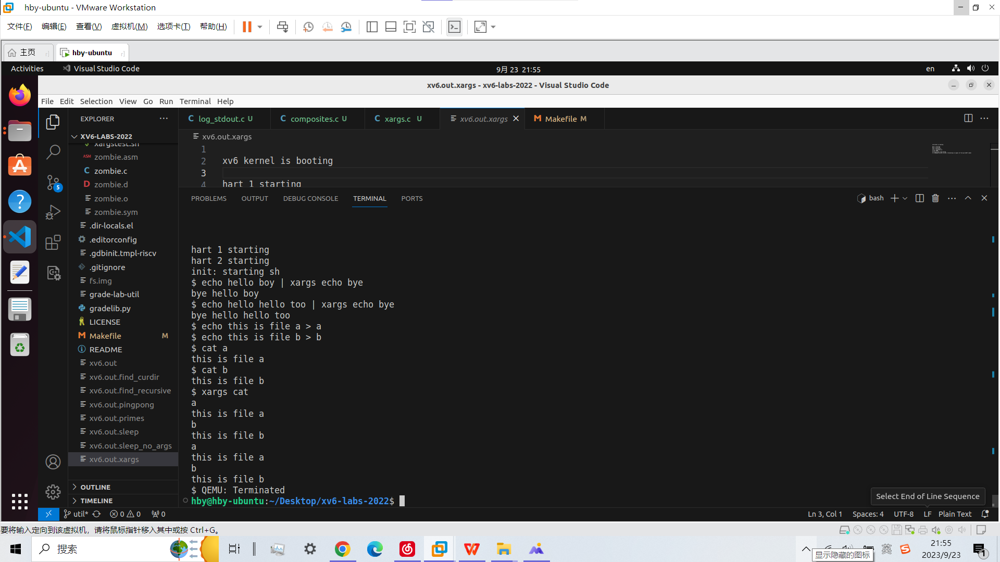 hby-ubuntu - VMware Workstation
文件(F) 编辑(E) 查看(V) 虚拟机(M) 选项卡(T) 帮助(H)
主页 hby-ubuntu
Activities Visual Studio Code 9月 23 21:55 en
xv6.out.xargs - xv6-labs-2022 - Visual Studio Code
File Edit Selection View Go Run Terminal Help
EXPLORER
log_stdout.c U composites.c U xargs.c U xv6.out.xargs Makefile M
XV6-LABS-2022
xv6.out.xargs
xargstest.sh
zombie.asm
zombie.c
zombie.d
zombie.o
zombie.sym
.dir-locals.el
.editorconfig
.gdbinit.tmpl-riscv
.gitignore
fs.img
grade-lab-util
gradelib.py
LICENSE
Makefile M
README
xv6.out
xv6.out.find_curdir
xv6.out.find_recursive
xv6.out.pingpong
xv6.out.primes
xv6.out.sleep
xv6.out.sleep_no_args
xv6.out.xargs
OUTLINE
TIMELINE
5
1
2 xv6 kernel is booting
3
4 hart 1 starting
PROBLEMS OUTPUT DEBUG CONSOLE TERMINAL PORTS
bash
hart 1 starting
hart 2 starting
init: starting sh
$ echo hello boy | xargs echo bye
bye hello boy
$ echo hello hello too | xargs echo bye
bye hello hello too
$ echo this is file a > a
$ echo this is file b > b
$ cat a
this is file a
$ cat b
this is file b
$ xargs cat
a
this is file a
b
this is file b
a
this is file a
b
this is file b
$ QEMU: Terminated
hby@hby-ubuntu:~/Desktop/xv6-labs-2022$
Select End of Line Sequence
util* 0 0 0 Ln 3, Col 1 Spaces: 4 UTF-8 LF Plain Text
要将输入定向到该虚拟机，请将鼠标指针移入其中或按 Ctrl+G。
搜索
英
显示隐藏的图标
21:55
2023/9/23
1